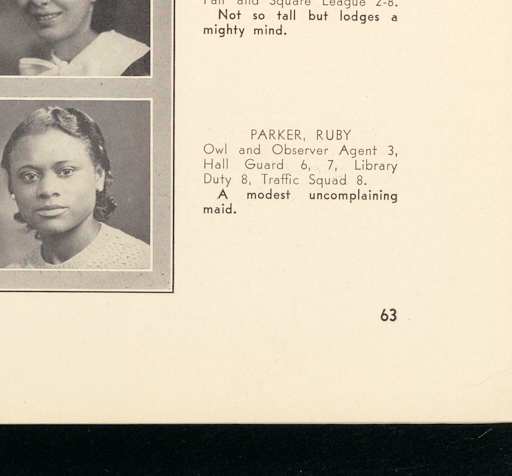 Fair and Square League 2-8.
Not so tall but lodges a
mighty mind.
PARKER, RUBY
Owl and Observer Agent 3,
Hall Guard 6, 7, Library
Duty 8, Traffic Squad 8.
A modest uncomplaining
maid.
63